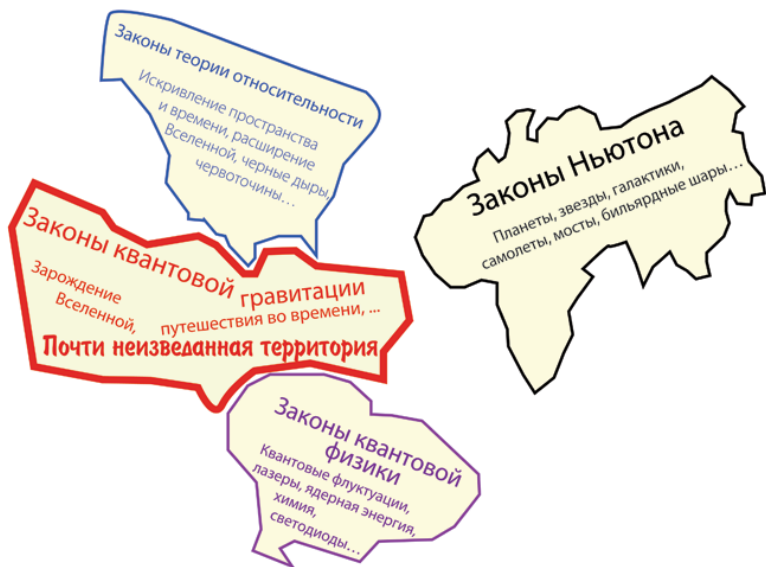 Законы теории относительности
Искривление пространства
и времени, расширение
Вселенной, черные дыры,
червоточины...
Законы Ньютона
Планеты, звезды, галактики,
самолеты, мосты, бильярдные шары...
Законы квантовой гравитации
Зарождение
Вселенной, путешествия во времени, ...
Почти неизведанная территория
Законы квантовой
физики
Квантовые флуктуации,
лазеры, ядерная энергия,
химия,
светодиоды...